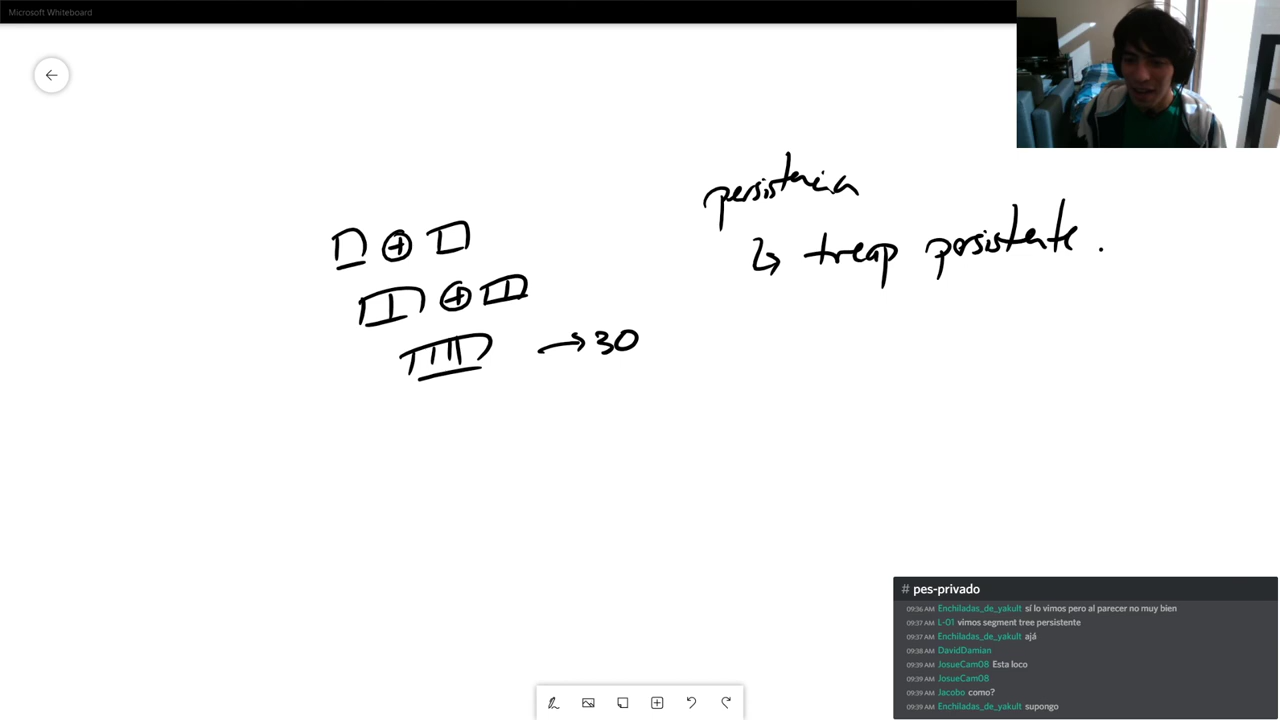 Microsoft Whiteboard
persistencia
↳ treap persistente.
→ 30
# pes-privado
09:36 AM Enchiladas_de_yakult sí lo vimos pero al parecer no muy bien
09:37 AM L-01 vimos segment tree persistente
09:37 AM Enchiladas_de_yakult ajá
09:38 AM DavidDamian
09:39 AM JosueCam08 Esta loco
09:39 AM JosueCam08
09:39 AM Jacobo como?
09:39 AM Enchiladas_de_yakult supongo